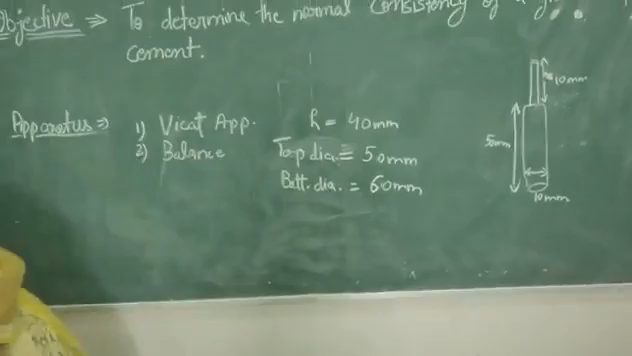 Objective ⇒ To determine the normal consistency of a
cement.
Apparatus ⇒ 1) Vicat App.
2) Balance
h = 40mm
Top dia. = 50mm
Bott. dia. = 60mm
10mm
50mm
10mm